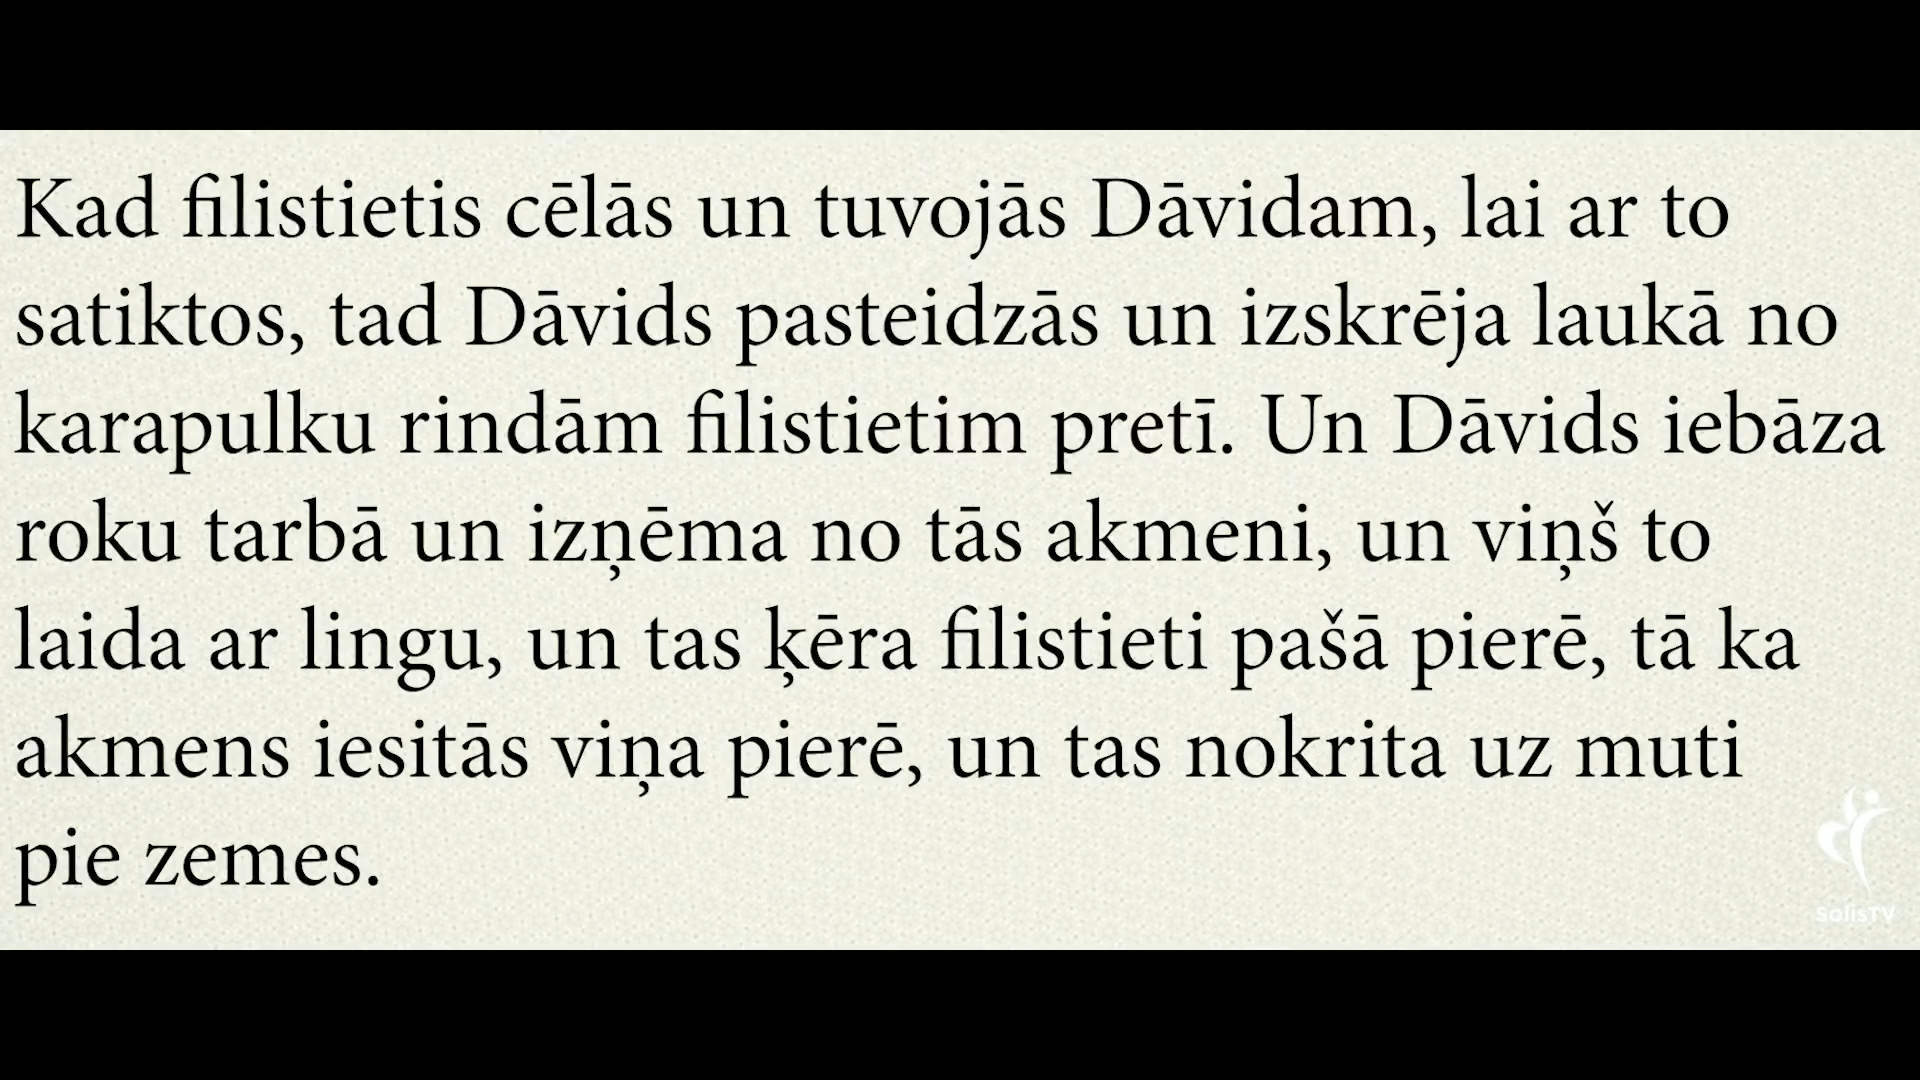 Kad filistietis cēlās un tuvojās Dāvidam, lai ar to
satiktos, tad Dāvids pasteidzās un izskrēja laukā no
karapulku rindām filistietim pretī. Un Dāvids iebāza
roku tarbā un izņēma no tās akmeni, un viņš to
laida ar lingu, un tas ķēra filistieti pašā pierē, tā ka
akmens iesitās viņa pierē, un tas nokrita uz muti
pie zemes.
SolisTV